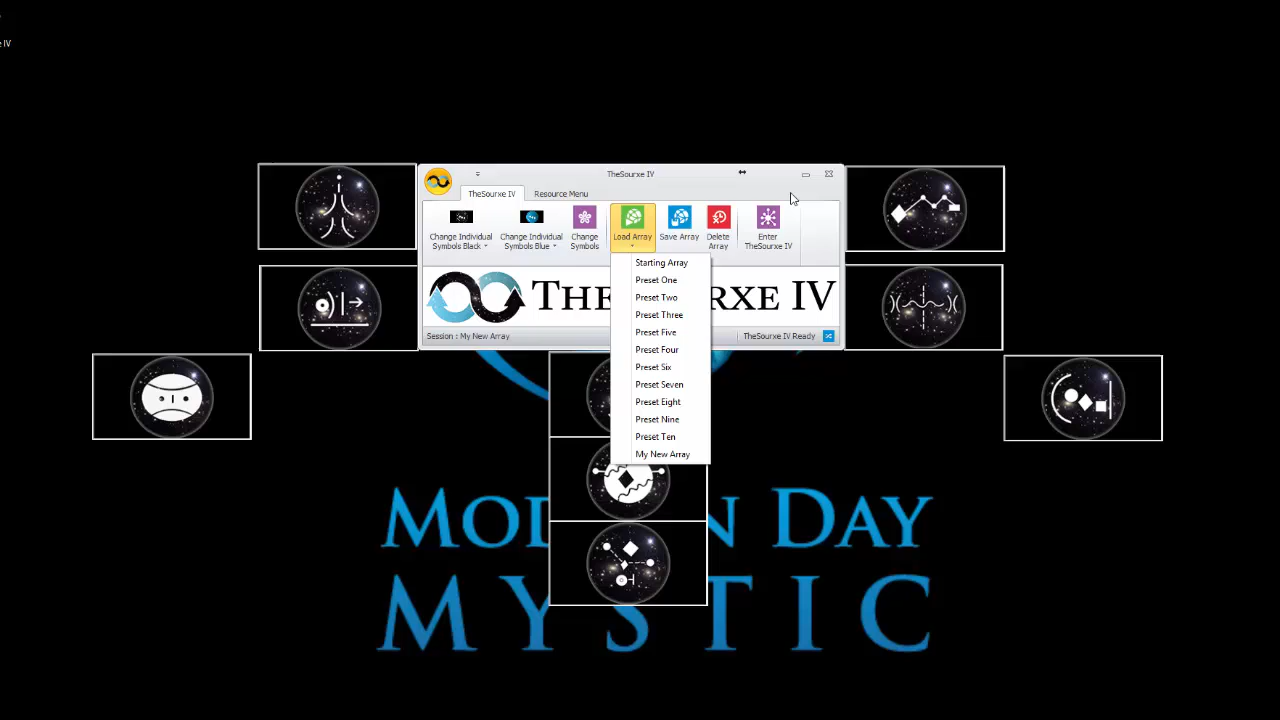 e IV
TheSourxe IV
TheSourxe IV
Resource Menu
Change Individual
Symbols Black
Change Individual
Symbols Blue
Change
Symbols
Load Array
Save Array
Delete
Array
Enter
TheSourxe IV
Starting Array
Preset One
Preset Two
Preset Three
Preset Five
Preset Four
Preset Six
Preset Seven
Preset Eight
Preset Nine
Preset Ten
My New Array
Session : My New Array
TheSourxe IV Ready
MYSTIC